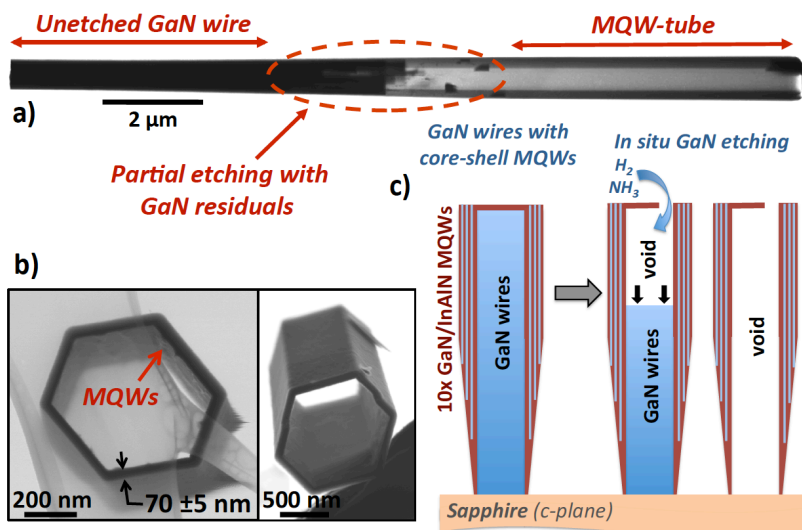 Unetched GaN wire
MQW-tube
2 µm
a)
Partial etching with
GaN residuals
GaN wires with
core-shell MQWs
In situ GaN etching
H2
NH3
c)
b)
MQWs
200 nm
70 ±5 nm
500 nm
10x GaN/InAlN MQWs
GaN wires
void
GaN wires
void
Sapphire (c-plane)